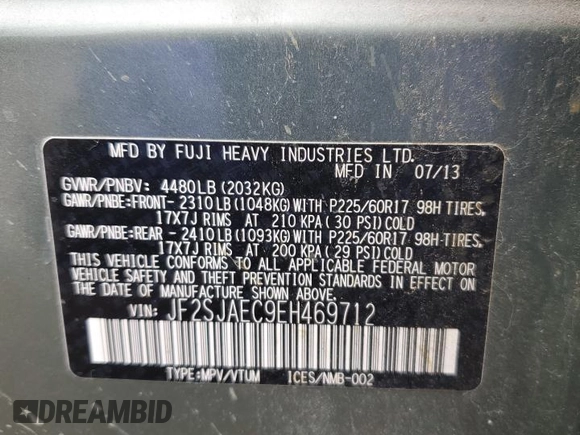 MFD BY FUJI HEAVY INDUSTRIES LTD.
MFD IN JAPAN 07/13
GVWR/PNBV: 4480LB (2032KG)
GAWR/PNBE:FRONT- 2310LB (1048KG) WITH P225/60R17 98H TIRES,
17X7J RIMS AT 210 KPA (30 PSI) COLD
GAWR/PNBE:REAR - 2410LB (1093KG) WITH P225/60R17 98H TIRES,
17X7J RIMS AT 200 KPA (29 PSI) COLD
THIS VEHICLE CONFORMS TO ALL APPLICABLE FEDERAL MOTOR
VEHICLE SAFETY AND THEFT PREVENTION STANDARDS IN EFFECT
ON THE DATE OF MANUFACTURE SHOWN ABOVE.
VIN: JF2SJAEC9EH469712
TYPE:MPV/VTUM ICES/NMB-002
DREAMBID